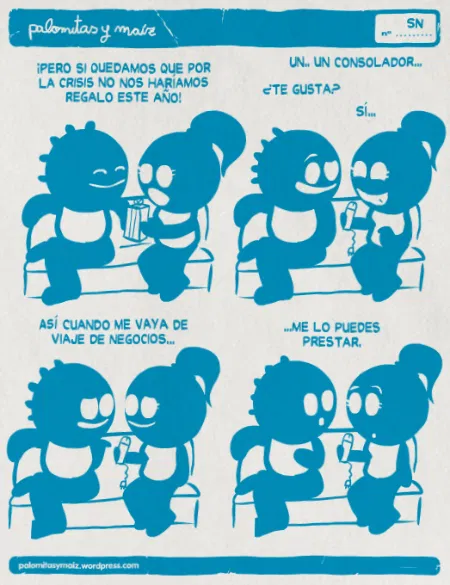 palomitas y maíz
SN
nº ........
¡PERO SI QUEDAMOS QUE POR
LA CRISIS NO NOS HARÍAMOS
REGALO ESTE AÑO!
UN.. UN CONSOLADOR...
¿TE GUSTA?
SÍ...
ASÍ CUANDO ME VAYA DE
VIAJE DE NEGOCIOS...
...ME LO PUEDES
PRESTAR.
palomitasymaiz.wordpress.com